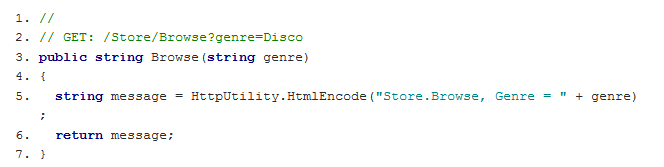 1. //
2. // GET: /Store/Browse?genre=Disco
3. public string Browse(string genre)
4. {
5.   string message = HttpUtility.HtmlEncode("Store.Browse, Genre = " + genre)
;
6.   return message;
7. }